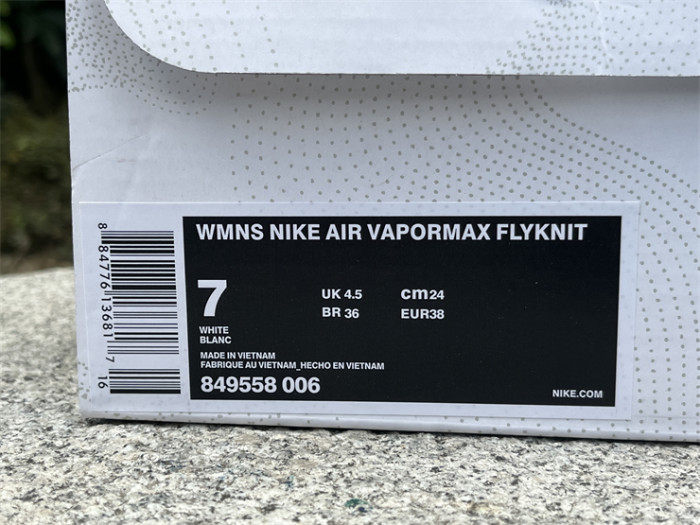 WMNS NIKE AIR VAPORMAX FLYKNIT
7
UK 4.5 cm24
BR 36 EUR38
WHITE
BLANC
MADE IN VIETNAM
FABRIQUE AU VIETNAM_HECHO EN VIETNAM
849558 006
NIKE.COM
8 84776 13681 7 16